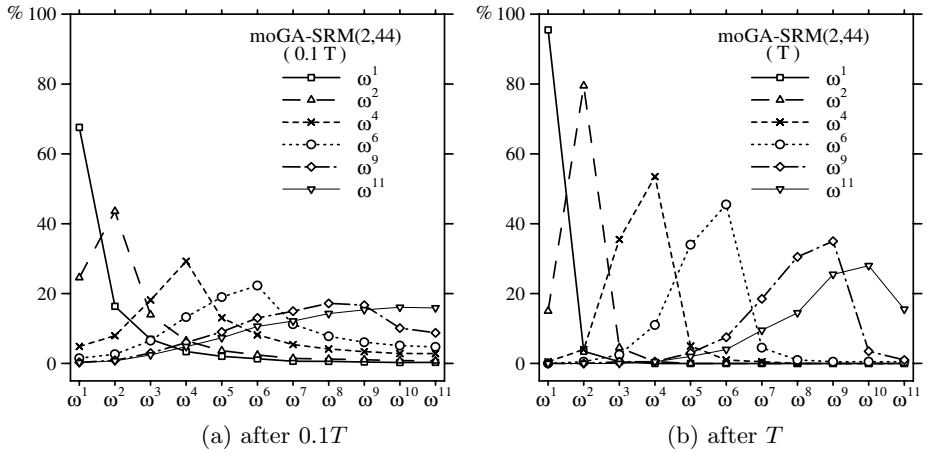 % 100
80
60
40
20
0
moGA-SRM(2,44)
( 0.1 T )
ω¹
ω²
ω⁴
ω⁶
ω⁹
ω¹¹
ω¹ ω² ω³ ω⁴ ω⁵ ω⁶ ω⁷ ω⁸ ω⁹ ω¹⁰ ω¹¹
(a) after 0.1T
% 100
80
60
40
20
0
moGA-SRM(2,44)
( T )
ω¹
ω²
ω⁴
ω⁶
ω⁹
ω¹¹
ω¹ ω² ω³ ω⁴ ω⁵ ω⁶ ω⁷ ω⁸ ω⁹ ω¹⁰ ω¹¹
(b) after T